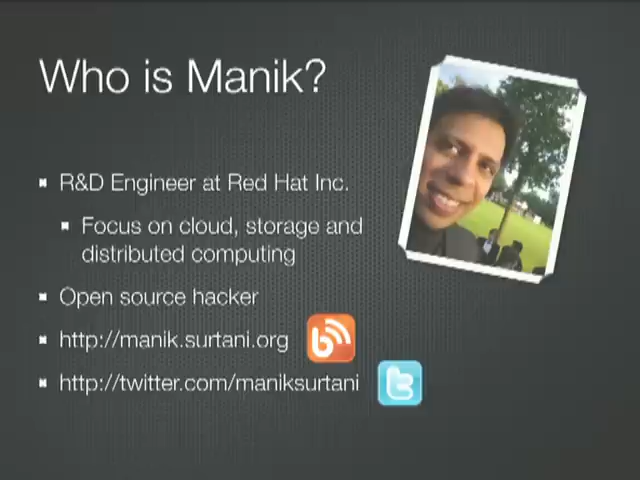 Who is Manik?
R&D Engineer at Red Hat Inc.
Focus on cloud, storage and
distributed computing
Open source hacker
http://manik.surtani.org
http://twitter.com/maniksurtani